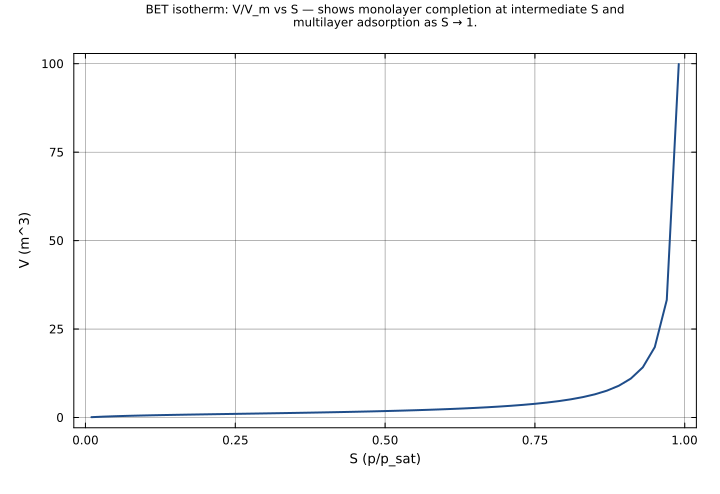 BET isotherm: V/V_m vs S — shows monolayer completion at intermediate S and
multilayer adsorption as S → 1.
100
75
50
25
0
V (m^3)
0.00
0.25
0.50
0.75
1.00
S (p/p_sat)